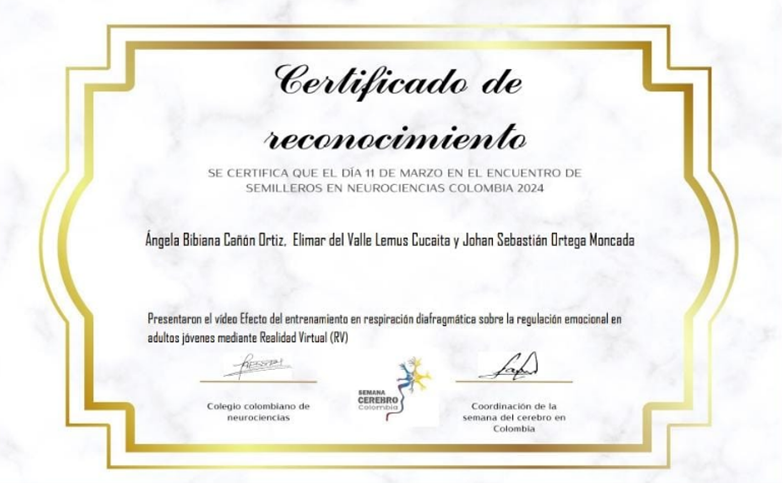 Certificado de
reconocimiento
SE CERTIFICA QUE EL DÍA 11 DE MARZO EN EL ENCUENTRO DE
SEMILLEROS EN NEUROCIENCIAS COLOMBIA 2024
Ángela Bibiana Cañón Ortiz, Elimar del Valle Lemus Cucaita y Johan Sebastián Ortega Moncada
Presentaron el vídeo Efecto del entrenamiento en respiración diafragmática sobre la regulación emocional en
adultos jóvenes mediante Realidad Virtual (RV)
Colegio colombiano de
neurociencias
SEMANA
CEREBRO
Colombia
Coordinación de la
semana del cerebro en
Colombia